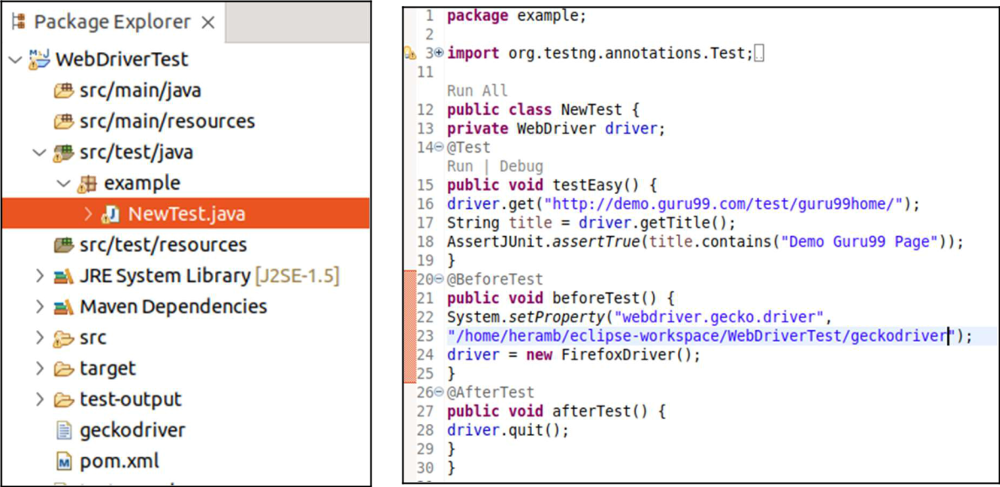 Package Explorer
WebDriverTest
src/main/java
src/main/resources
src/test/java
example
NewTest.java
src/test/resources
JRE System Library [J2SE-1.5]
Maven Dependencies
src
target
test-output
geckodriver
pom.xml
1 package example;
2
3 import org.testng.annotations.Test;
11
Run All
12 public class NewTest {
13 private WebDriver driver;
14 @Test
Run | Debug
15 public void testEasy() {
16 driver.get("http://demo.guru99.com/test/guru99home/");
17 String title = driver.getTitle();
18 AssertJUnit.assertTrue(title.contains("Demo Guru99 Page"));
19 }
20 @BeforeTest
21 public void beforeTest() {
22 System.setProperty("webdriver.gecko.driver",
23 "/home/heramb/eclipse-workspace/WebDriverTest/geckodriver");
24 driver = new FirefoxDriver();
25 }
26 @AfterTest
27 public void afterTest() {
28 driver.quit();
29 }
30 }